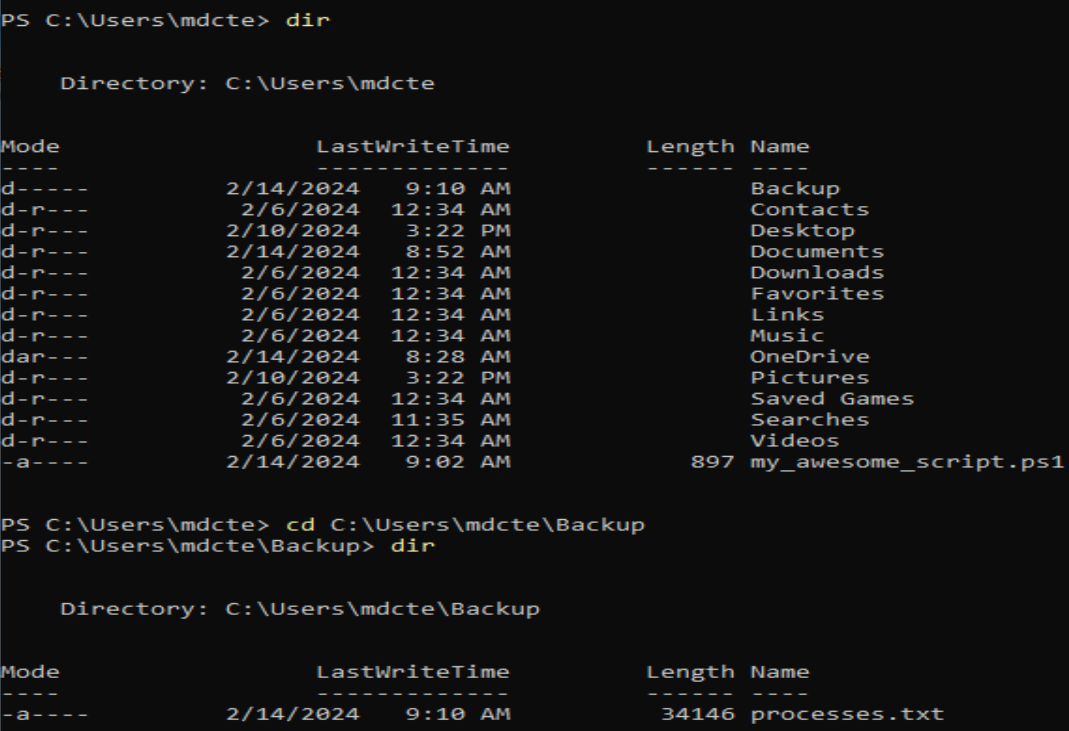 PS C:\Users\mdcte> dir
Directory: C:\Users\mdcte
Mode                 LastWriteTime         Length Name
----                 -------------         ------ ----
d-----         2/14/2024   9:10 AM                Backup
d-r---          2/6/2024  12:34 AM                Contacts
d-r---         2/10/2024   3:22 PM                Desktop
d-r---         2/14/2024   8:52 AM                Documents
d-r---          2/6/2024  12:34 AM                Downloads
d-r---          2/6/2024  12:34 AM                Favorites
d-r---          2/6/2024  12:34 AM                Links
d-r---          2/6/2024  12:34 AM                Music
dar---         2/14/2024   8:28 AM                OneDrive
d-r---         2/10/2024   3:22 PM                Pictures
d-r---          2/6/2024  12:34 AM                Saved Games
d-r---          2/6/2024  11:35 AM                Searches
d-r---          2/6/2024  12:34 AM                Videos
-a----         2/14/2024   9:02 AM            897 my_awesome_script.ps1
PS C:\Users\mdcte> cd C:\Users\mdcte\Backup
PS C:\Users\mdcte\Backup> dir
Directory: C:\Users\mdcte\Backup
Mode                 LastWriteTime         Length Name
----                 -------------         ------ ----
-a----         2/14/2024   9:10 AM          34146 processes.txt